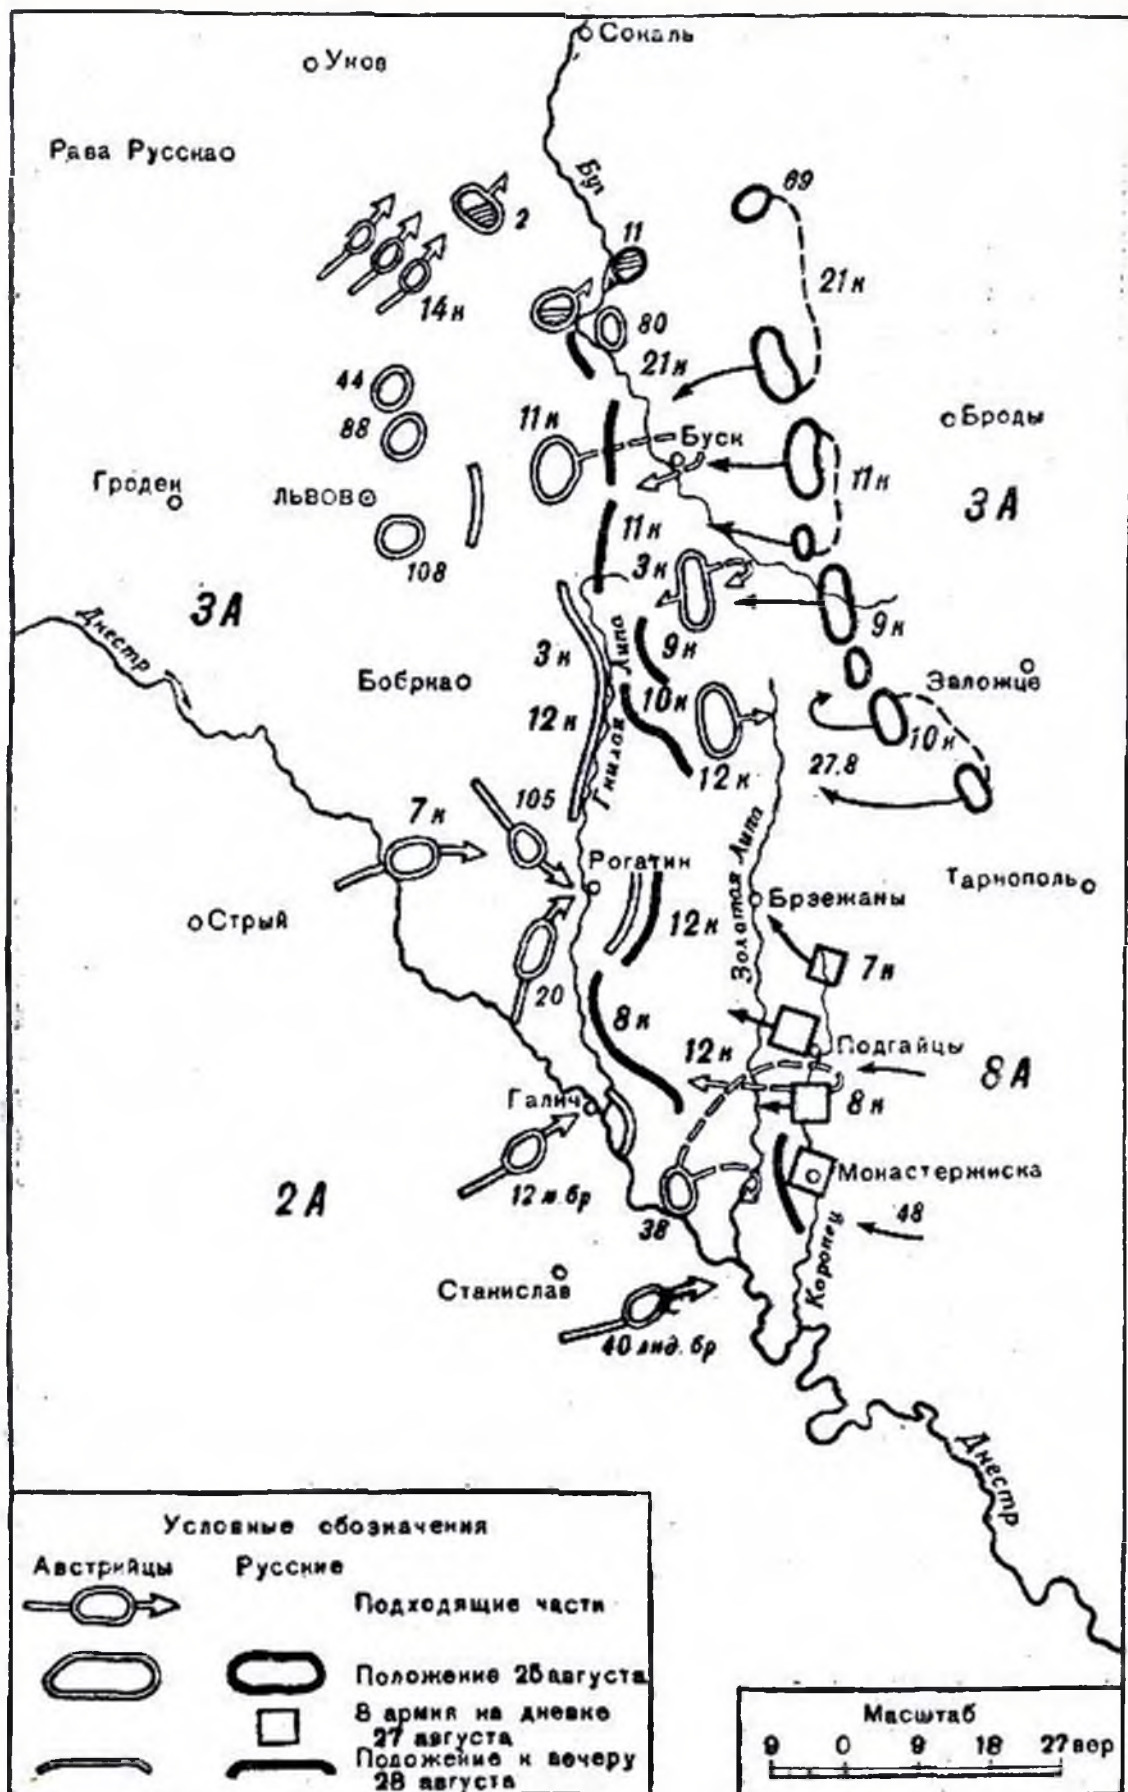 Сокаль
Унов
Рава Русская
Буг
69
2
11
21к
14к
80
21к
44
11к
Броды
88
Буск
Гродек
ЛЬВОВ
11к
3А
11к
108
3к
3А
9к
Днестр
Липа
9к
3к
Заложце
Бобрка
10к
12к
10к
12к
27.8
Гнилая
105
7к
Золотая Липа
Рогатин
Тарнополь
Брзежаны
Стрый
12к
7к
20
8к
12к
Подгайцы
8А
Галич
8к
Монастержиска
2А
12 м.бр
48
38
Коропец
Станислав
40 лнд. бр
Днестр
Условные обозначения
Австрийцы Русские
Подходящие части
Положение 26 августа
8 армия на дневке
27 августа
Положение к вечеру
28 августа
Масштаб
9 0 9 18 27 вер